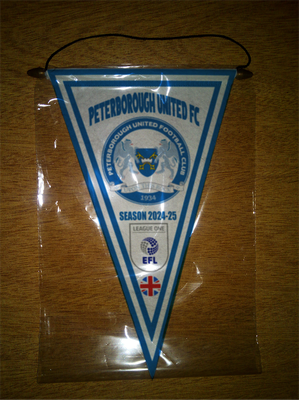 PETERBOROUGH UNITED FC
PETERBOROUGH UNITED FOOTBALL CLUB
1934
SEASON 2024-25
LEAGUE ONE
EFL